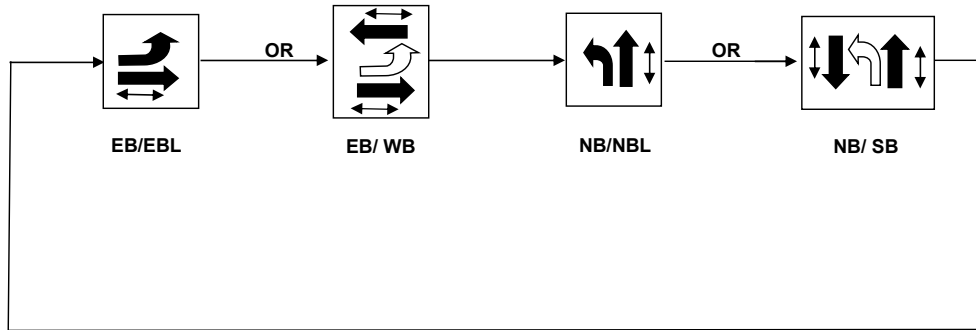 OR
OR
EB/EBL
EB/ WB
NB/NBL
NB/ SB